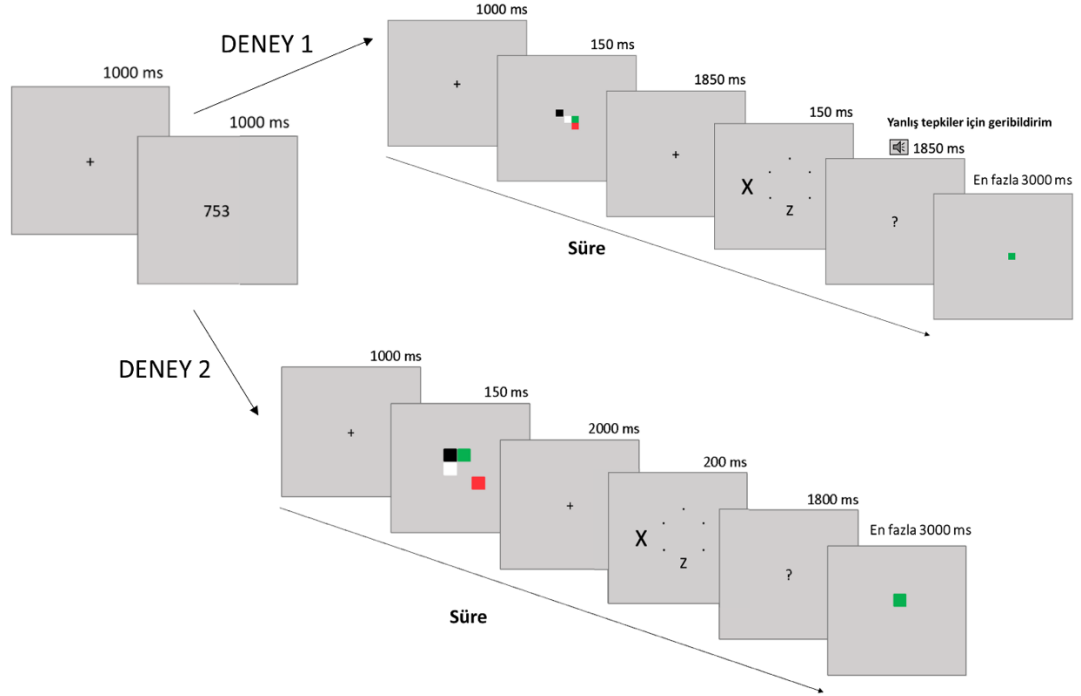 1000 ms
+
1000 ms
753
DENEY 1
1000 ms
+
150 ms
1850 ms
+
150 ms
X
z
Yanlış tepkiler için geribildirim
1850 ms
?
En fazla 3000 ms
Süre
DENEY 2
1000 ms
+
150 ms
2000 ms
+
200 ms
X
z
1800 ms
?
En fazla 3000 ms
Süre